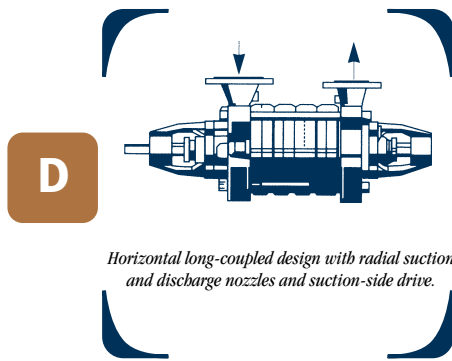 D
Horizontal long-coupled design with radial suction
and discharge nozzles and suction-side drive.